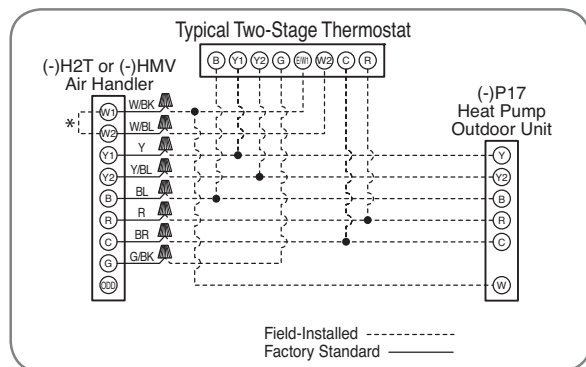 Typical Two-Stage Thermostat
B Y1 Y2 G E/W1 W2 C R
(-)H2T or (-)HMV
Air Handler
(-)P17
Heat Pump
Outdoor Unit
W1 W/BK
*
W2 W/BL
Y1 Y Y
Y2 Y/BL Y2
B BL B
R R R
C BR C
G G/BK
ODD W
Field-Installed
Factory Standard